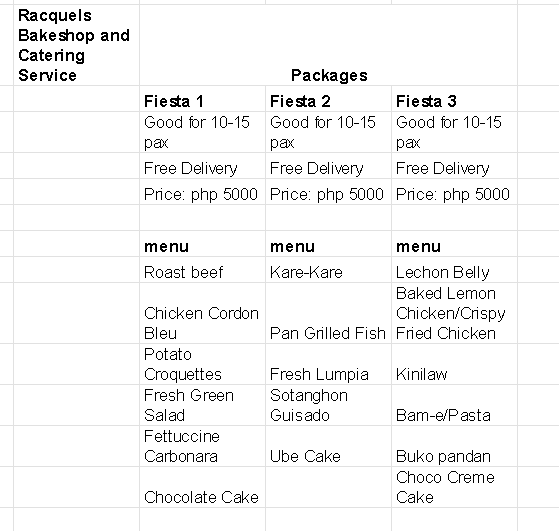 Racquels
Bakeshop and
Catering
Service
Packages
Fiesta 1 Fiesta 2 Fiesta 3
Good for 10-15 pax Good for 10-15 pax Good for 10-15 pax
Free Delivery Free Delivery Free Delivery
Price: php 5000 Price: php 5000 Price: php 5000
menu menu menu
Roast beef Kare-Kare Lechon Belly
Chicken Cordon Bleu Pan Grilled Fish Baked Lemon Chicken/Crispy Fried Chicken
Potato Croquettes Fresh Lumpia Kinilaw
Fresh Green Salad Sotanghon Guisado Bam-e/Pasta
Fettuccine Carbonara Ube Cake Buko pandan
Chocolate Cake Choco Creme Cake